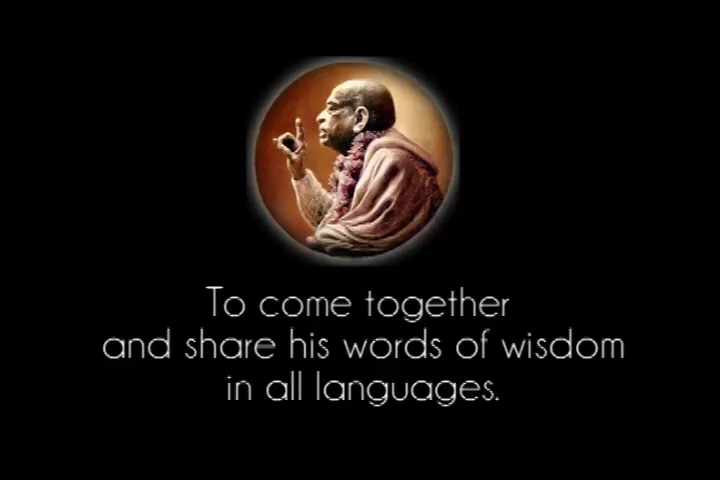 To come together
and share his words of wisdom
in all languages.